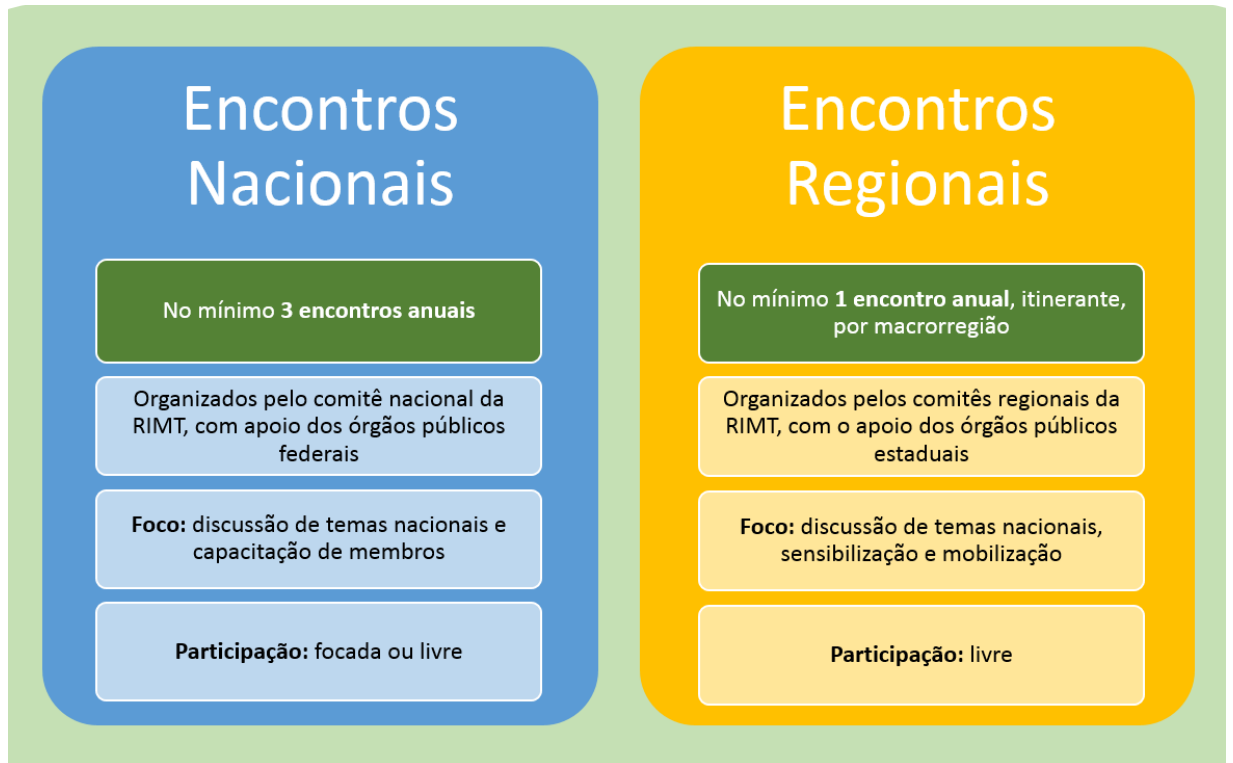 Encontros
Nacionais
No mínimo 3 encontros anuais
Organizados pelo comitê nacional da
RIMT, com apoio dos órgãos públicos
federais
Foco: discussão de temas nacionais e
capacitação de membros
Participação: focada ou livre
Encontros
Regionais
No mínimo 1 encontro anual, itinerante,
por macrorregião
Organizados pelos comitês regionais da
RIMT, com o apoio dos órgãos públicos
estaduais
Foco: discussão de temas nacionais,
sensibilização e mobilização
Participação: livre